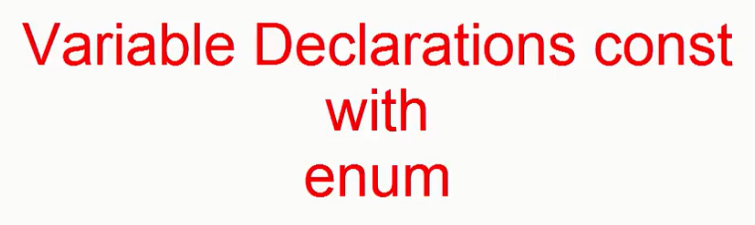 Variable Declarations const
with
enum